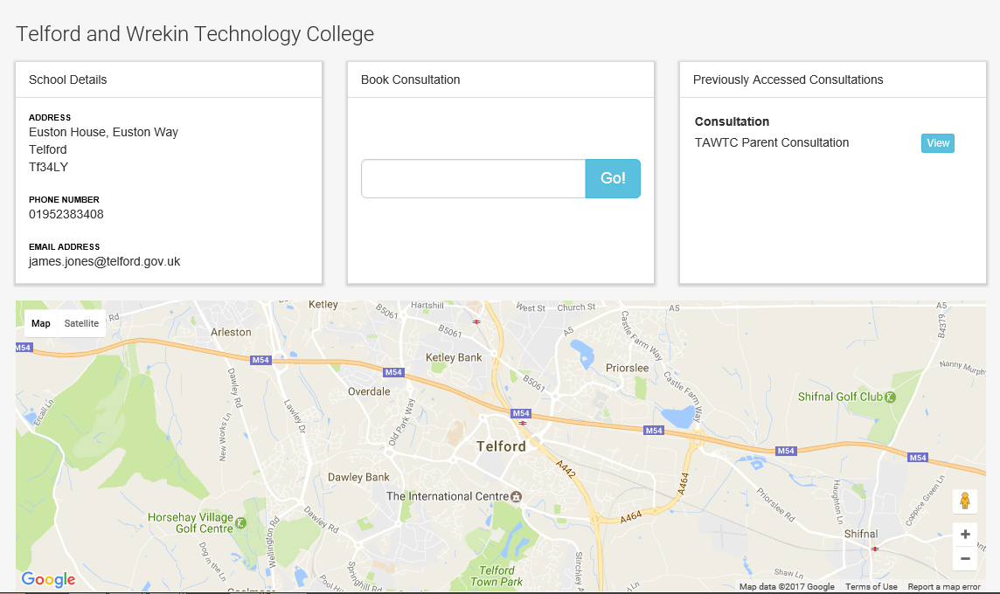 Telford and Wrekin Technology College
School Details
ADDRESS
Euston House, Euston Way
Telford
Tf34LY
PHONE NUMBER
01952383408
EMAIL ADDRESS
james.jones@telford.gov.uk
Book Consultation
Go!
Previously Accessed Consultations
Consultation
TAWTC Parent Consultation View
Map Satellite
Rd
Ketley
B5061
Hartshill
West St
Church St
A5
A5
M54
Arleston
M54
B5061
A5
Castle Farm Way
B4379
Ketley Bank
M54
Priorslee
Nanny Murph
Dawley Rd
Overdale
B5061
Castle Farm Way
Shifnal Golf Club
Ercall Ln
Lawley Dr
Old Park Way
M54
M54
New Works Ln
Telford
M54
M54
A442
Dawley Bank
A464
The International Centre
Priorslee Rd
Haughton Ln
Coppice Green Ln
Horsehay Village
Golf Centre
Dawley Rd
A464
Shifnal
Wellington Rd
Dog in the Ln
Stirchley
Telford
Town Park
Springhill
Pool Hi
Shaw Ln
Ln
Google
Map data ©2017 Google
Terms of Use
Report a map error